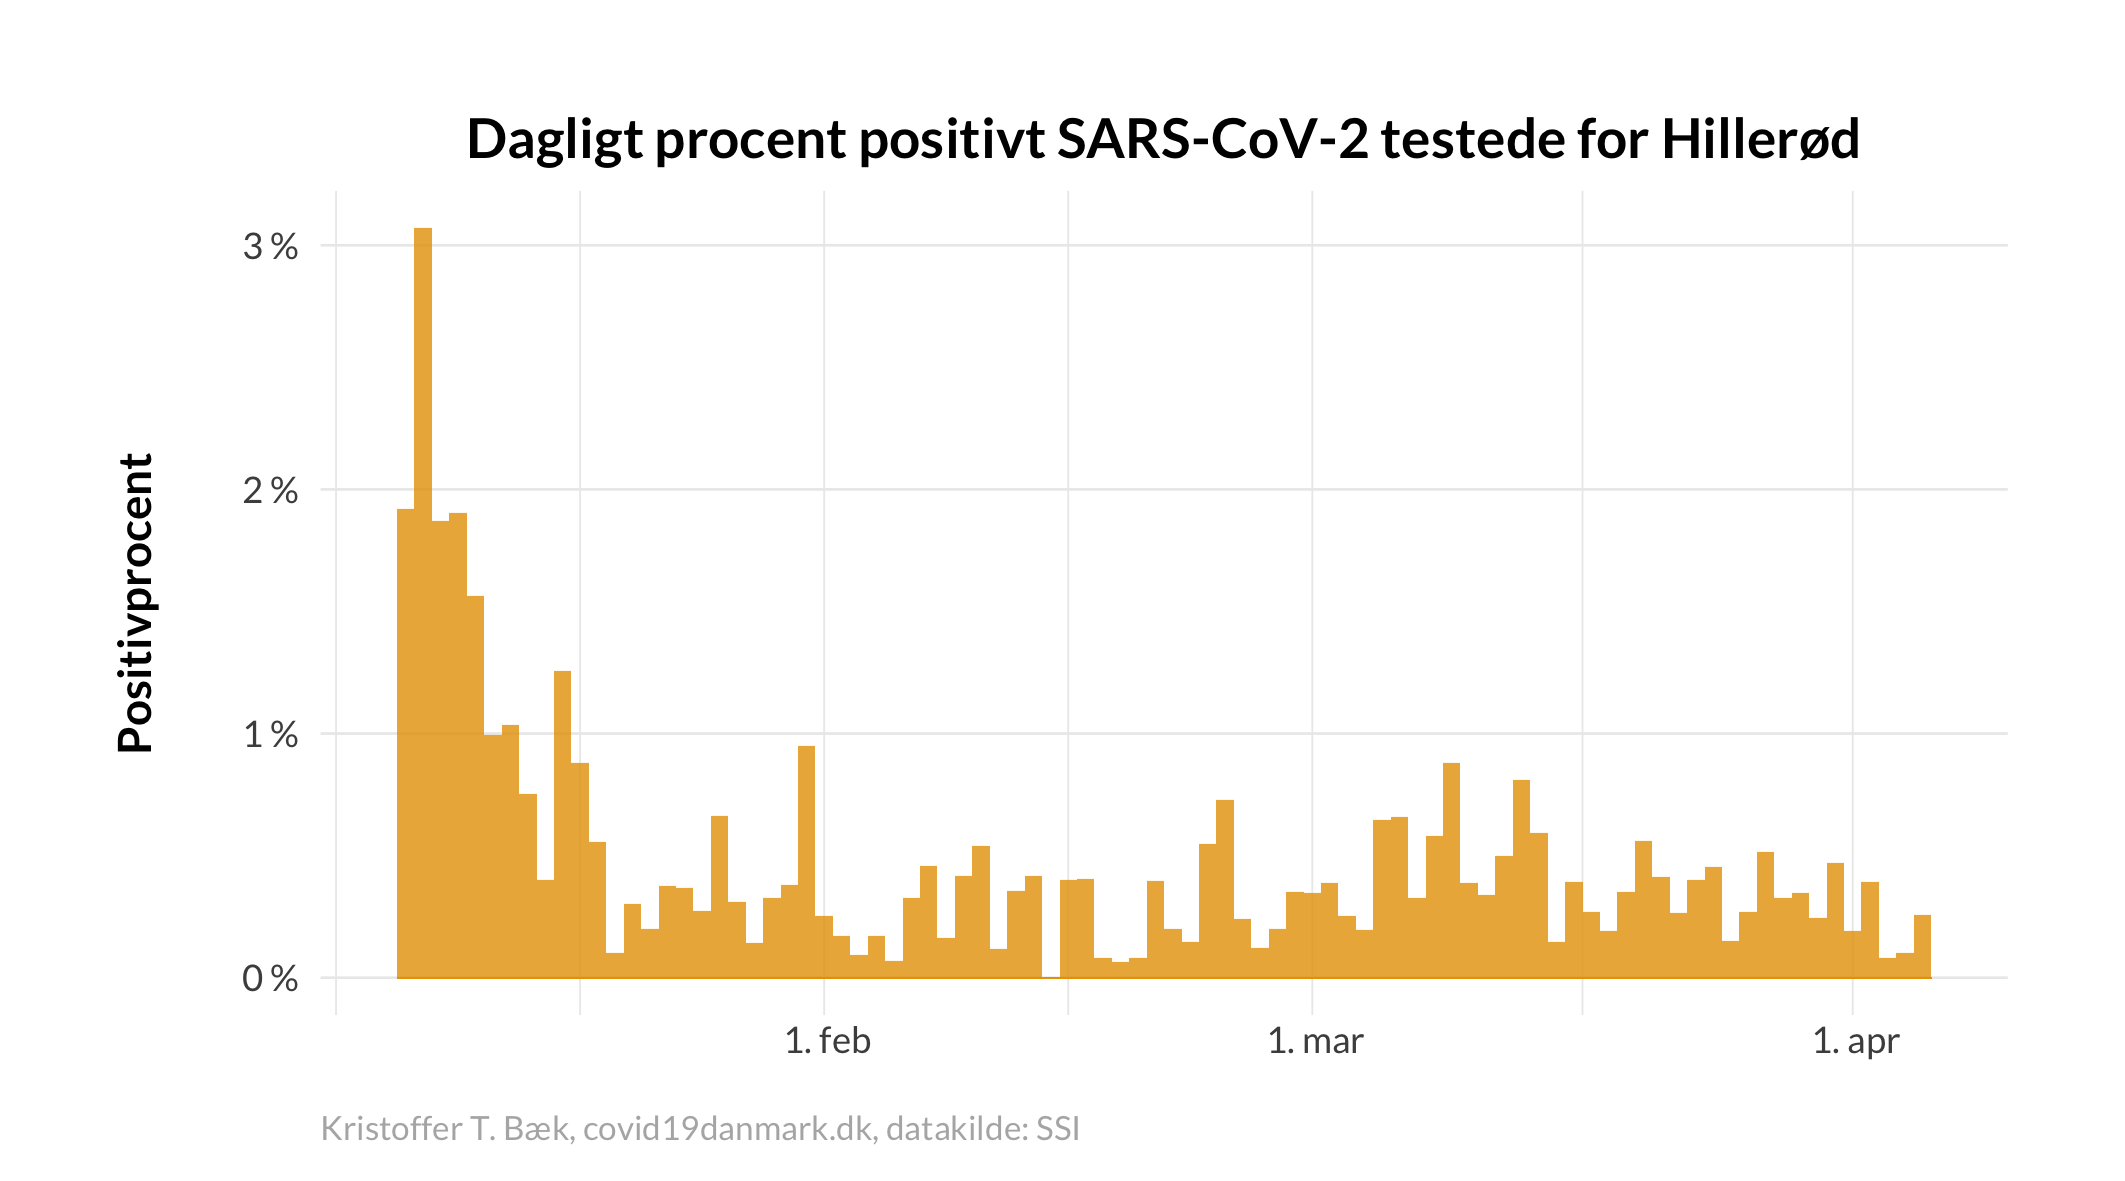 Dagligt procent positivt SARS-CoV-2 testede for Hillerød
Positivprocent
3 %
2 %
1 %
0 %
1. feb
1. mar
1. apr
Kristoffer T. Bæk, covid19danmark.dk, datakilde: SSI